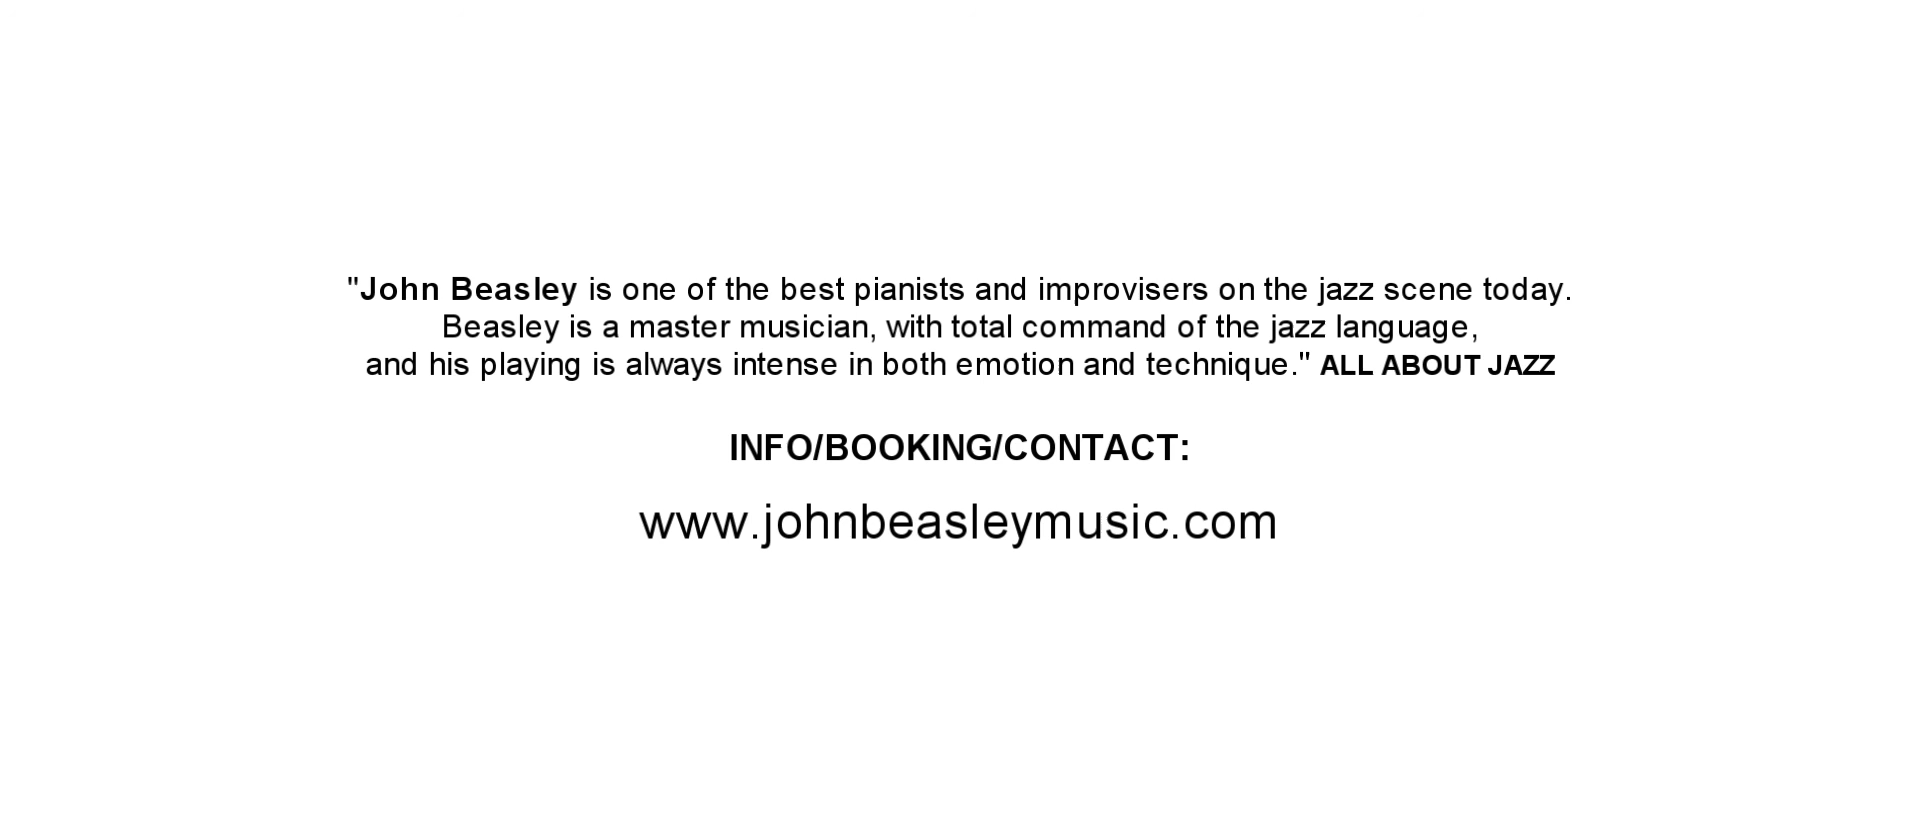 "John Beasley is one of the best pianists and improvisers on the jazz scene today.
Beasley is a master musician, with total command of the jazz language,
and his playing is always intense in both emotion and technique." ALL ABOUT JAZZ
INFO/BOOKING/CONTACT:
www.johnbeasleymusic.com